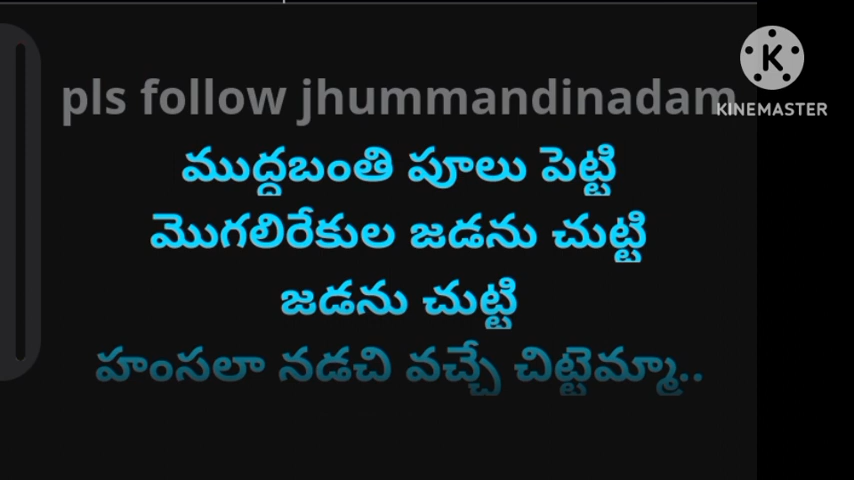 pls follow jhummandinadam
KINEMASTER
ముద్దబంతి పూలు పెట్టి
మొగలిరేకుల జడను చుట్టి
జడను చుట్టి
హంసలా నడచి వచ్చే చిట్టెమ్మా..